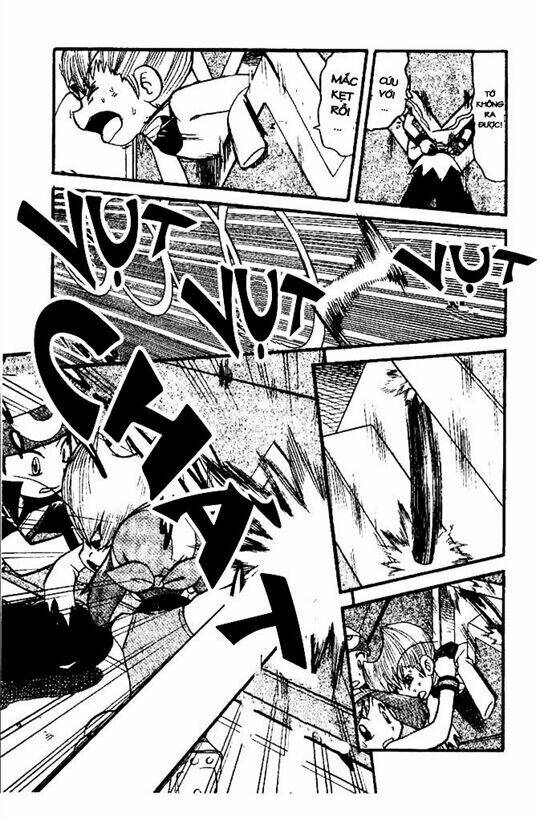 TỚ
KHÔNG
RA
ĐƯỢC!
CỨU
VỚI
...
MẮC
KẸT
RỒI
...
VỤT
VỤT
VỤT
CHÁT